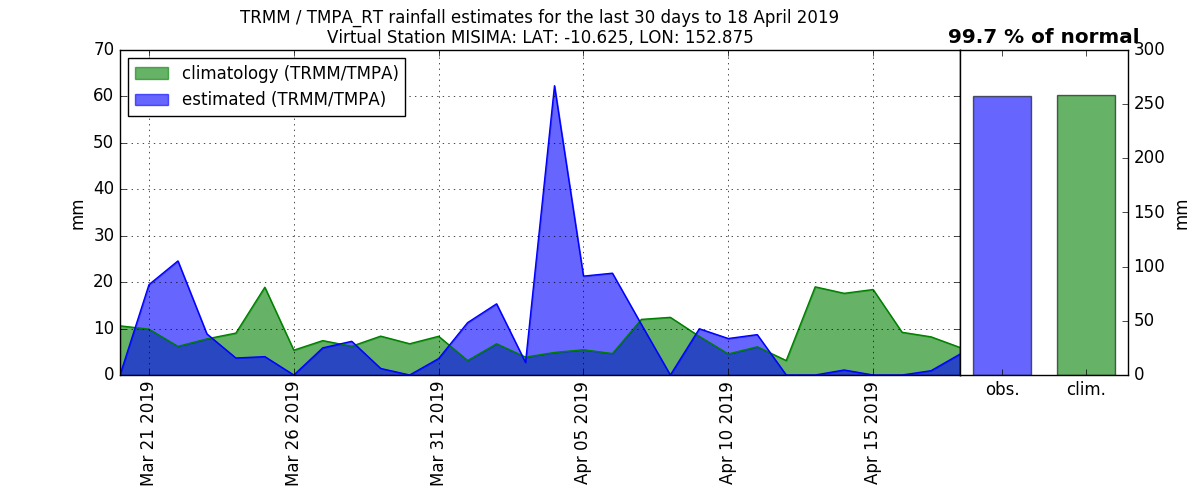 TRMM / TMPA_RT rainfall estimates for the last 30 days to 18 April 2019
Virtual Station MISIMA: LAT: -10.625, LON: 152.875
99.7 % of normal
climatology (TRMM/TMPA)
estimated (TRMM/TMPA)
70
60
50
40
30
20
10
0
mm
Mar 21 2019
Mar 26 2019
Mar 31 2019
Apr 05 2019
Apr 10 2019
Apr 15 2019
300
250
200
150
100
50
0
mm
obs.
clim.